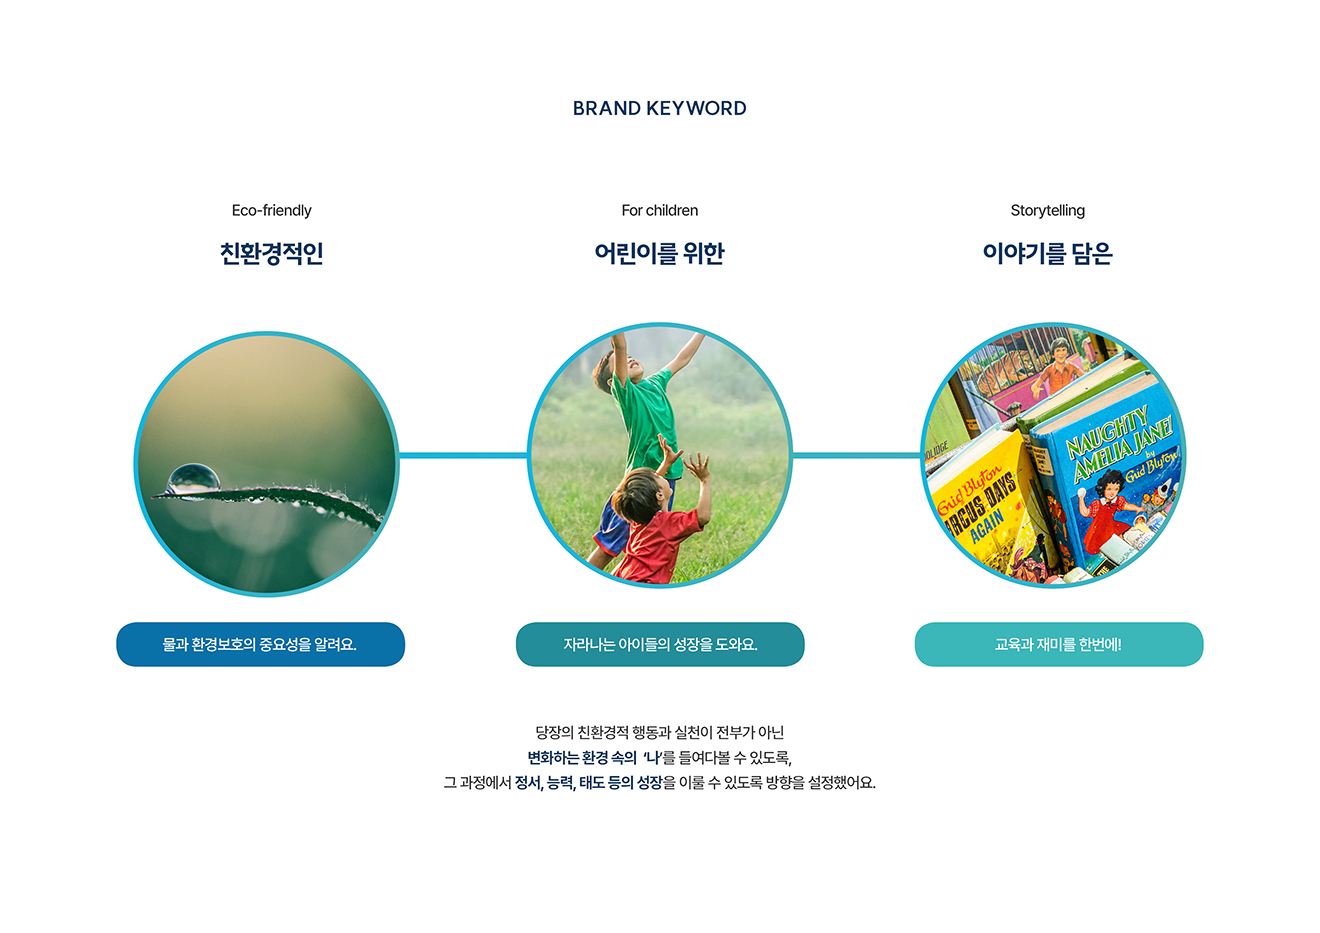 BRAND KEYWORD
Eco-friendly
친환경적인
For children
어린이를 위한
Storytelling
이야기를 담은
NAUGHTY
AMELIA JANE!
by
Enid Blyton
Enid Blyton
CIRCUS DAYS
AGAIN
THE
물과 환경보호의 중요성을 알려요.
자라나는 아이들의 성장을 도와요.
교육과 재미를 한번에!
당장의 친환경적 행동과 실천이 전부가 아닌
변화하는 환경 속의 ‘나’를 들여다볼 수 있도록,
그 과정에서 정서, 능력, 태도 등의 성장을 이룰 수 있도록 방향을 설정했어요.